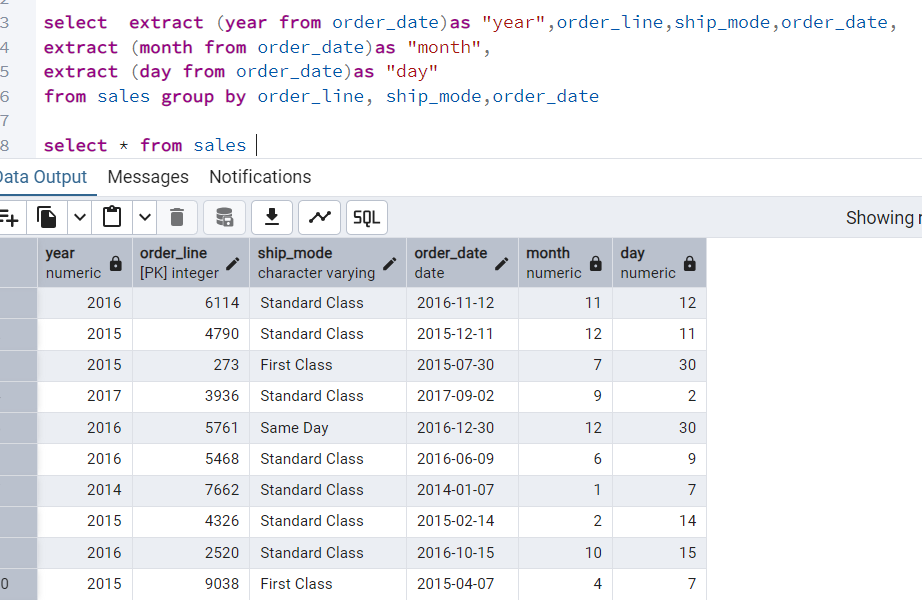 3 select  extract (year from order_date)as "year",order_line,ship_mode,order_date,
4 extract (month from order_date)as "month",
5 extract (day from order_date)as "day"
6 from sales group by order_line, ship_mode,order_date
7
8 select * from sales
Data Output Messages Notifications
SQL Showing
year order_line ship_mode order_date month day
numeric [PK] integer character varying date numeric numeric
2016 6114 Standard Class 2016-11-12 11 12
2015 4790 Standard Class 2015-12-11 12 11
2015 273 First Class 2015-07-30 7 30
2017 3936 Standard Class 2017-09-02 9 2
2016 5761 Same Day 2016-12-30 12 30
2016 5468 Standard Class 2016-06-09 6 9
2014 7662 Standard Class 2014-01-07 1 7
2015 4326 Standard Class 2015-02-14 2 14
2016 2520 Standard Class 2016-10-15 10 15
0 2015 9038 First Class 2015-04-07 4 7